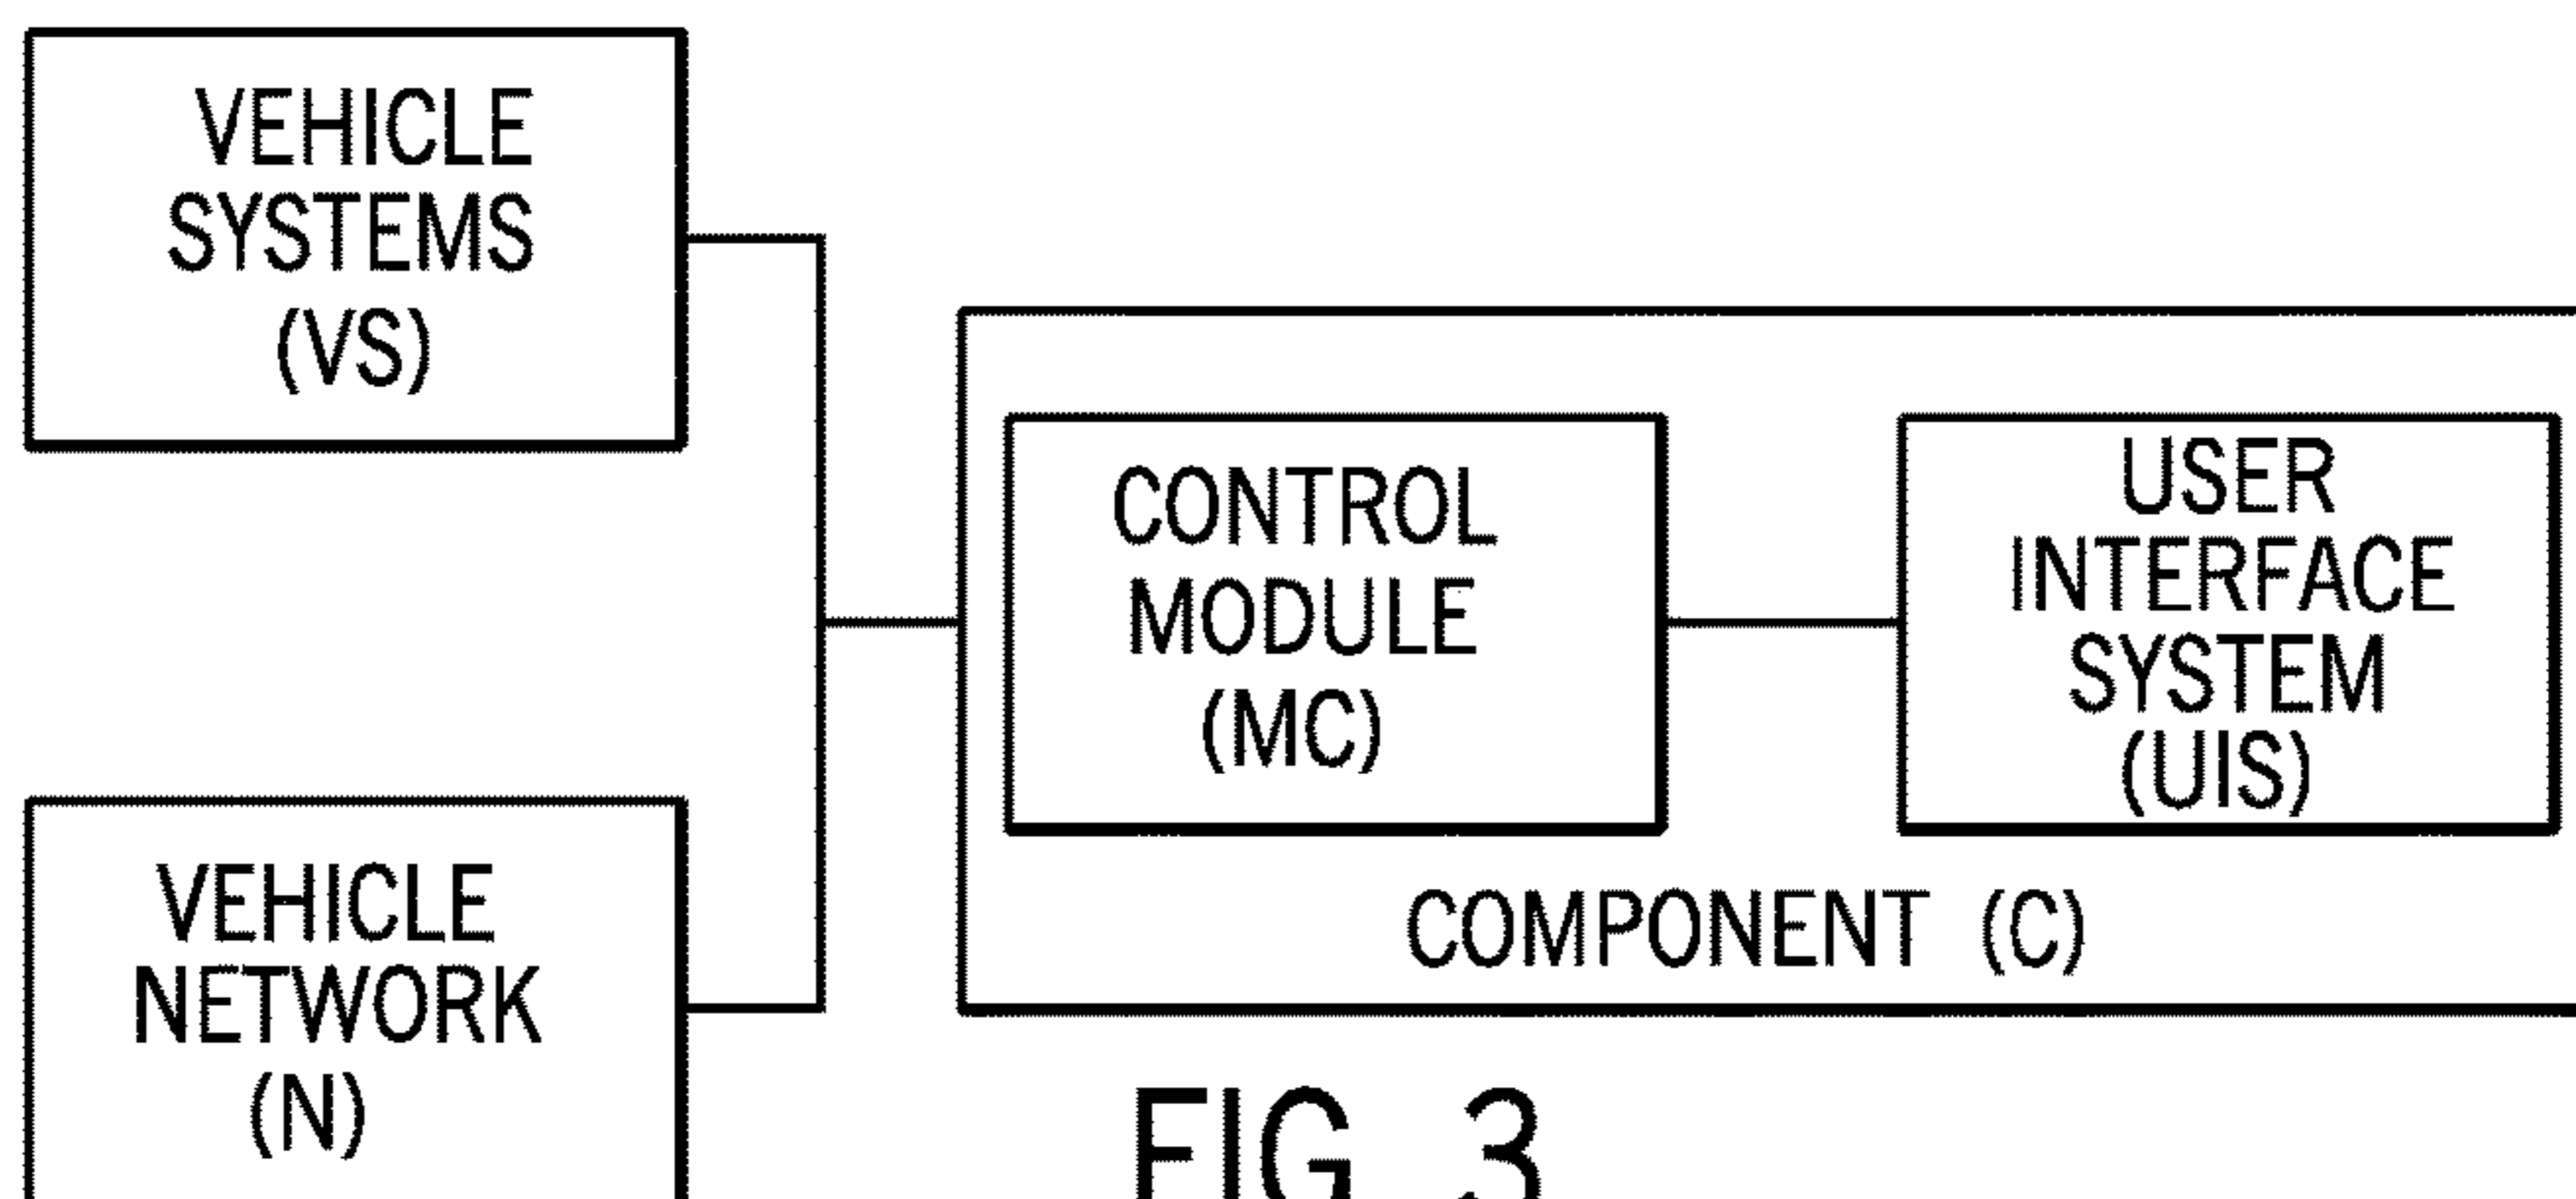 VEHICLE
SYSTEMS
(VS)
CONTROL
MODULE
(MC)
USER
INTERFACE
SYSTEM
(UIS)
COMPONENT (C)
VEHICLE
NETWORK
(N)
FIG. 3